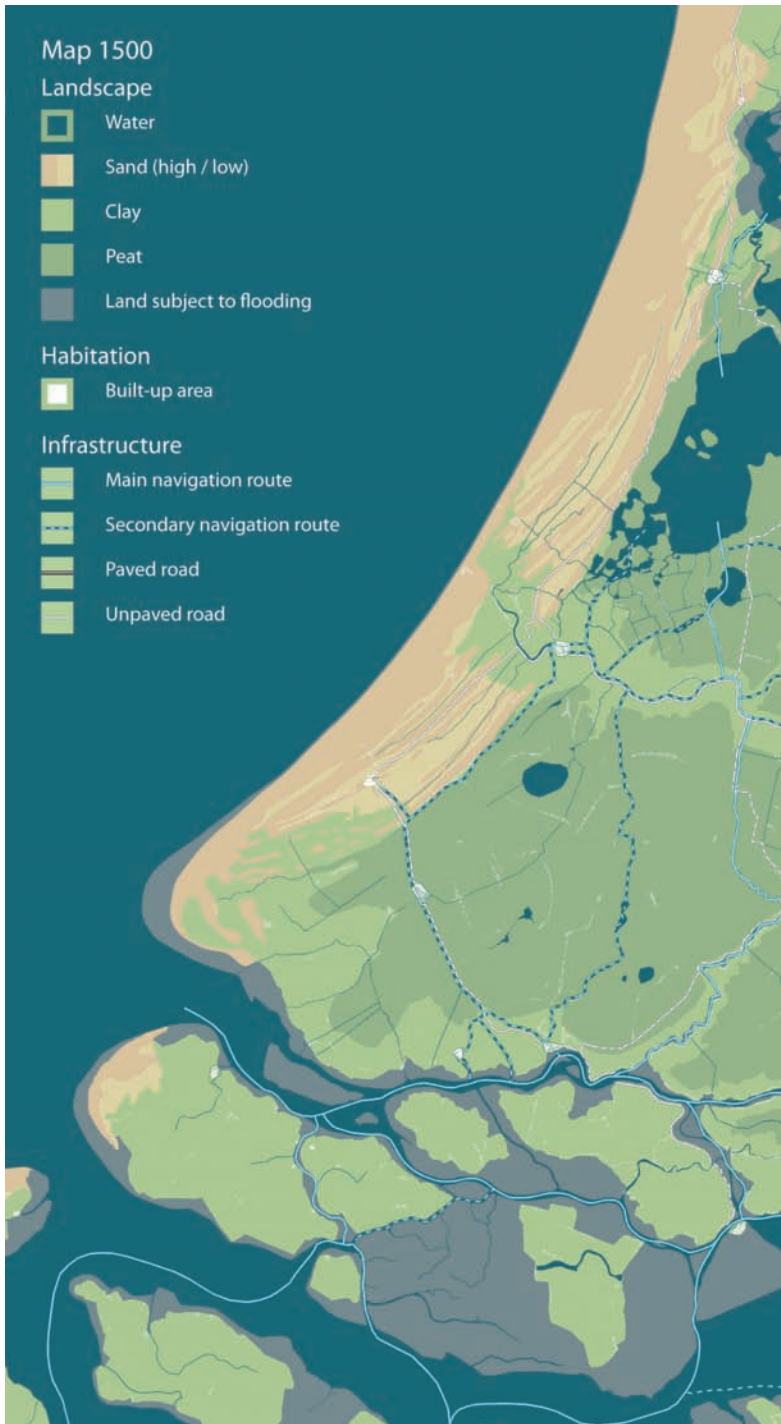 Map 1500
Landscape
Water
Sand (high / low)
Clay
Peat
Land subject to flooding
Habitation
Built-up area
Infrastructure
Main navigation route
Secondary navigation route
Paved road
Unpaved road